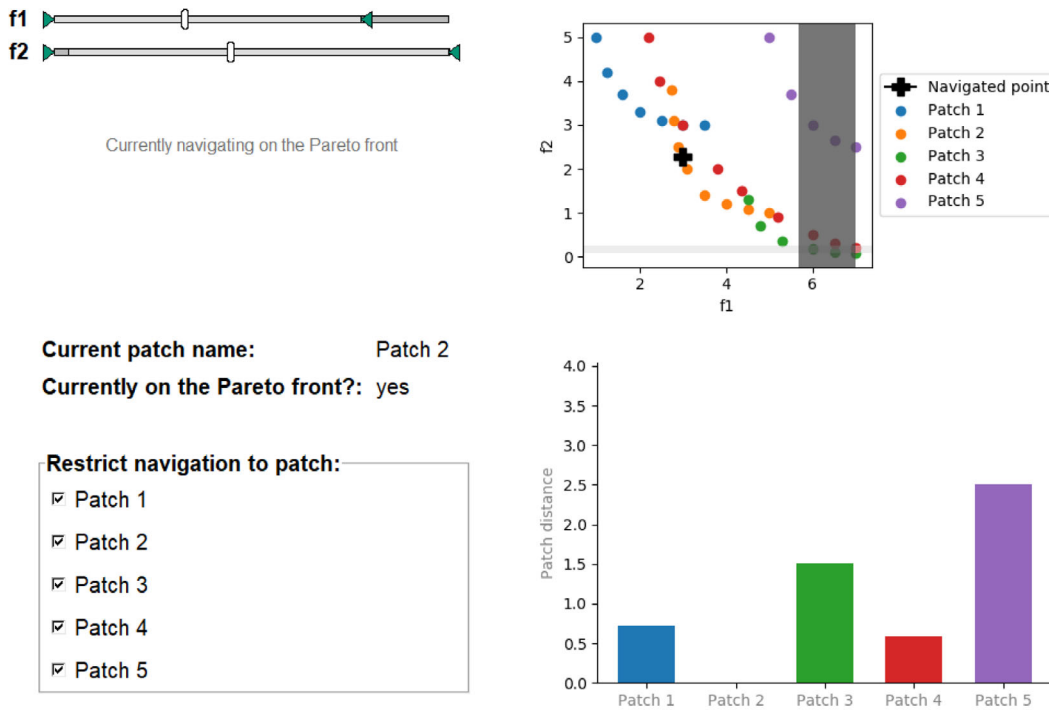 f1
f2
Currently navigating on the Pareto front
Current patch name: Patch 2
Currently on the Pareto front?: yes
Restrict navigation to patch:
Patch 1
Patch 2
Patch 3
Patch 4
Patch 5
5
4
3
2
1
0
f2
2
4
6
f1
Navigated point
Patch 1
Patch 2
Patch 3
Patch 4
Patch 5
4.0
3.5
3.0
2.5
2.0
1.5
1.0
0.5
0.0
Patch distance
Patch 1
Patch 2
Patch 3
Patch 4
Patch 5